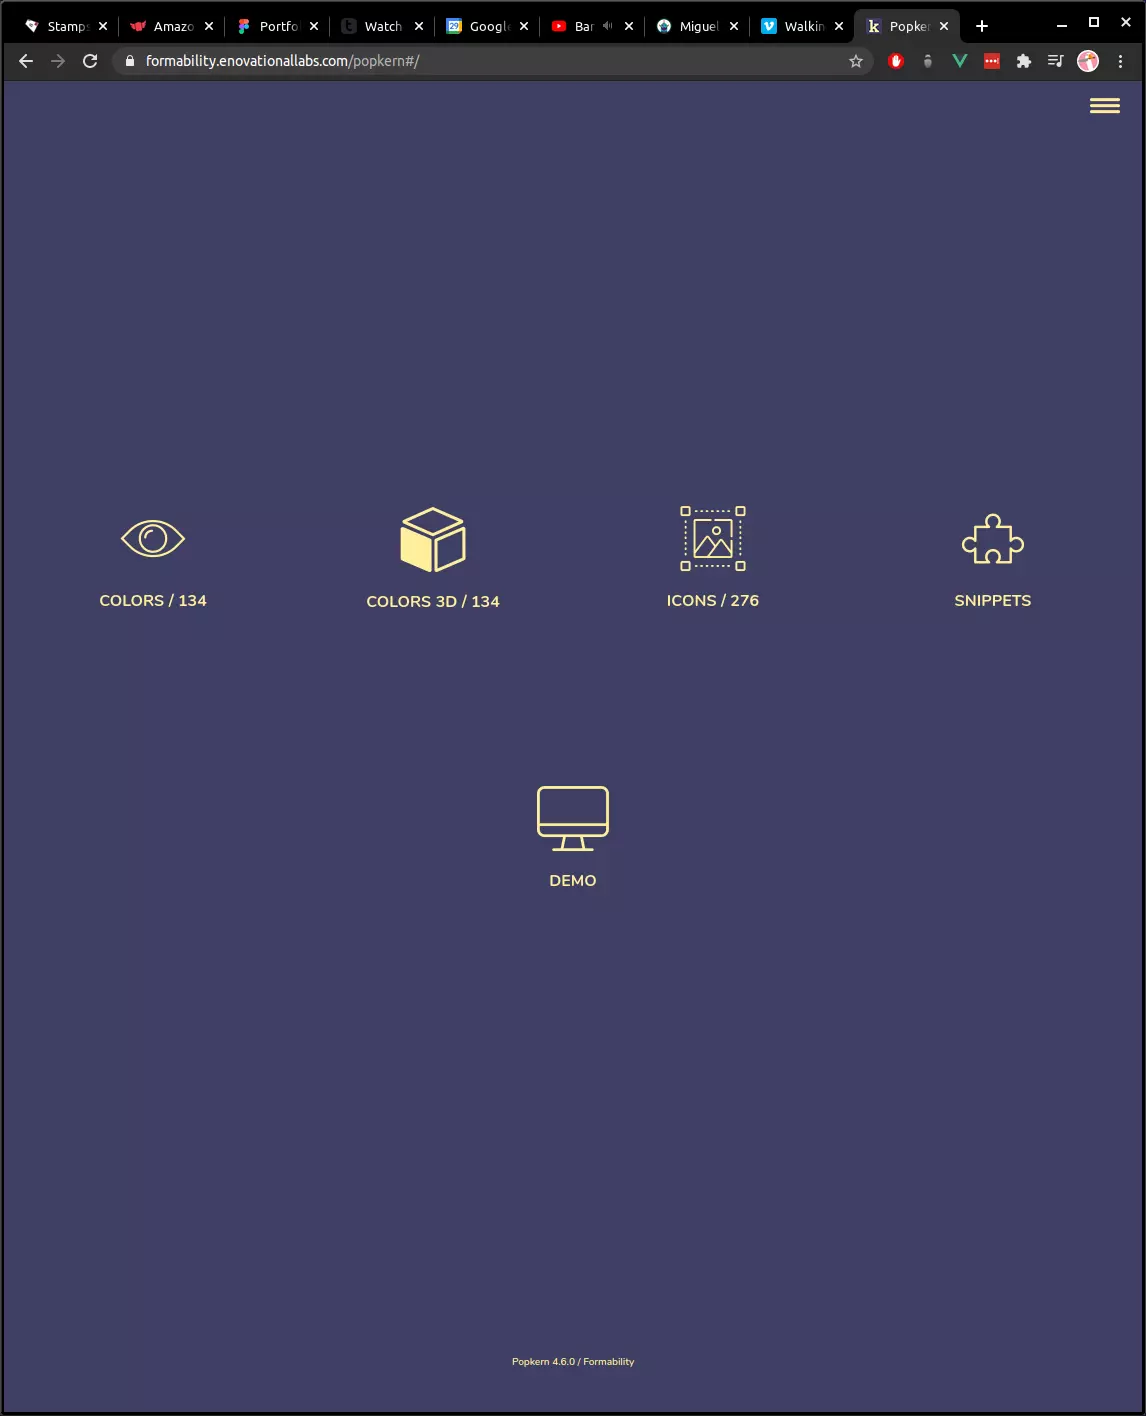 Stamps Amazo Portfo Watch Google Bar Miguel Walkin Popker
formability.enovationallabs.com/popkern#/
COLORS / 134 COLORS 3D / 134 ICONS / 276 SNIPPETS
DEMO
Popkern 4.6.0 / Formability